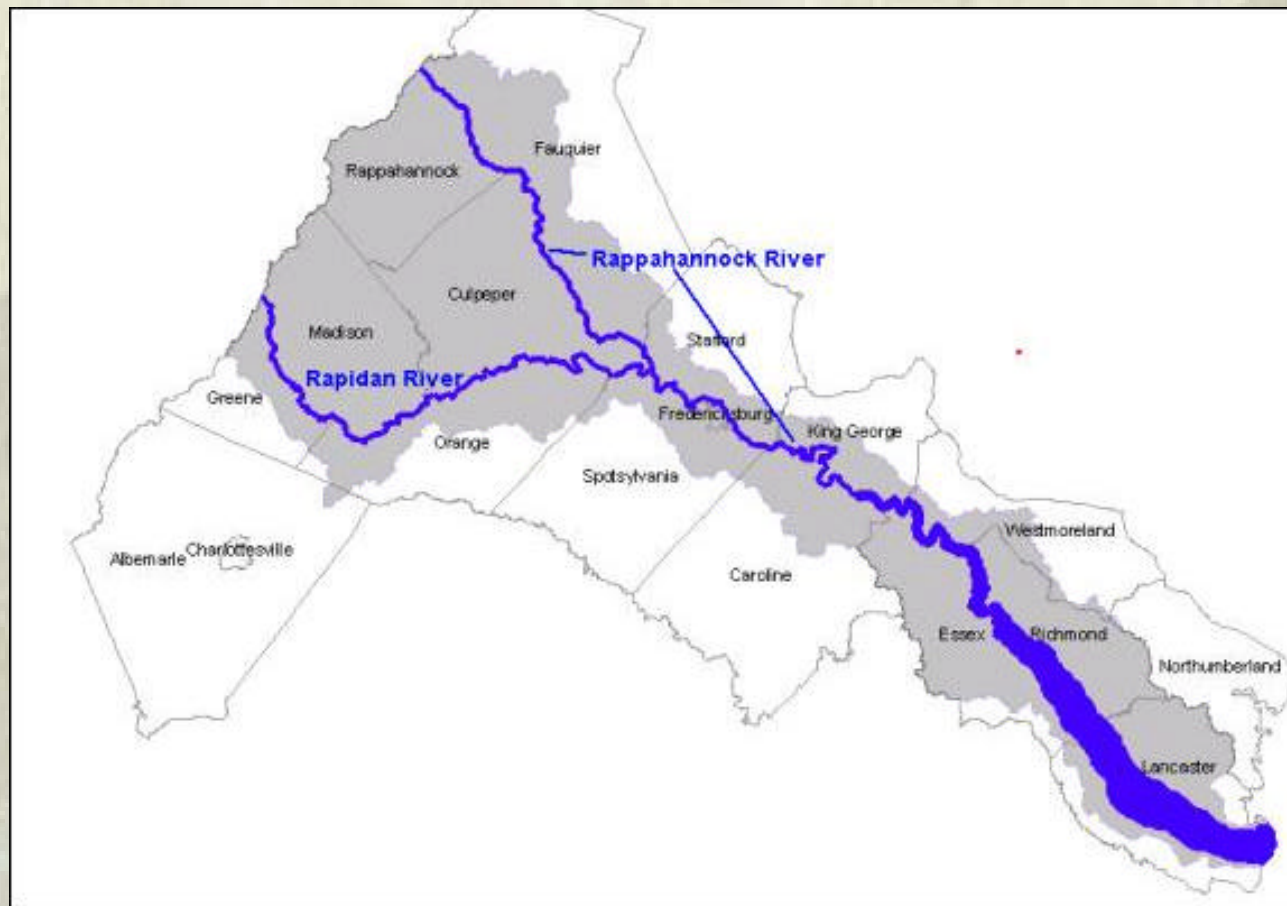 Fauquier
Rappahannock
Rappahannock River
Culpeper
Madison
Stafford
Rapidan River
Greene
Fredericksburg
King George
Orange
Spotsylvania
Westmoreland
Charlottesville
Albemarle
Caroline
Essex
Richmond
Northumberland
Lancaster